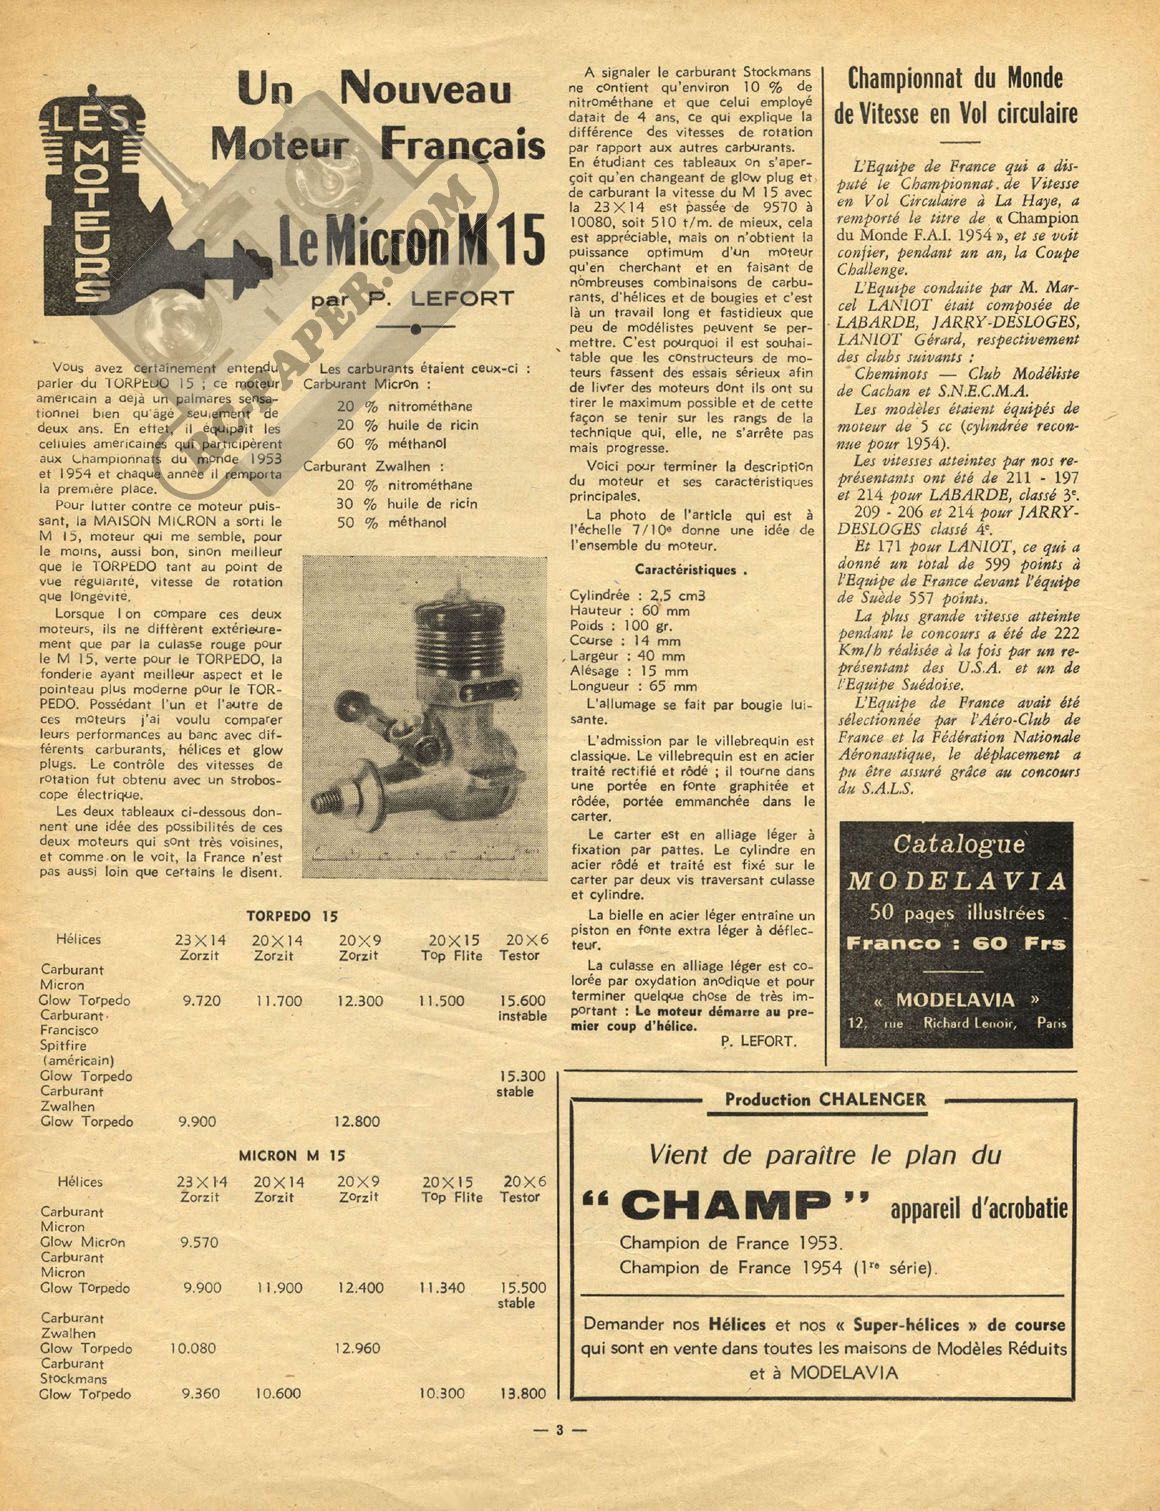 LES
MOTEURS
Un Nouveau
Moteur Français
Le Micron M 15
par P. LEFORT
BCPAPER.COM
Vous avez certainement entendu
parler du TORPEDO 15 ; ce moteur
americain a dejà un palmares sensa-
tionnel bien qu'âgé seulement de
deux ans. En effet, il équipait les
cellules americaines qui participèrent
aux Championnats du monde 1953
et 1954 et chaque année il remporta
la première place.
Pour lutter contre ce moteur puis-
sant, la MAISON MICRON a sorti le
M 15, moteur qui me semble, pour
le moins, aussi bon, sinon meilleur
que le TORPEDO tant au point de
vue régularité, vitesse de rotation
que longévité.
Lorsque l on compare ces deux
moteurs, ils ne diffèrent extérieure-
ment que par la culasse rouge pour
le M 15, verte pour le TORPEDO, la
fonderie ayant meilleur aspect et le
pointeau plus moderne pour le TOR-
PEDO. Possédant l'un et l'autre de
ces moteurs j'ai voulu comparer
leurs performances au banc avec dif-
férents carburants, hélices et glow
plugs. Le contrôle des vitesses de
rotation fut obtenu avec un strobos-
cope électrique.
Les deux tableaux ci-dessous don-
nent une idée des possibilités de ces
deux moteurs qui sont très voisines,
et comme on le voit, la France n'est
pas aussi loin que certains le disent.
Les carburants étaient ceux-ci :
Carburant Micron :
20 % nitrométhane
20 % huile de ricin
60 % méthanol
Carburant Zwalhen :
20 % nitrométhane
30 % huile de ricin
50 % méthanol
TORPEDO 15
Hélices 23×14 20×14 20×9 20×15 20×6
Zorzit Zorzit Zorzit Top Flite Testor
Carburant
Micron
Glow Torpedo 9.720 11.700 12.300 11.500 15.600
Carburant instable
Francisco
Spitfire
(américain)
Glow Torpedo 15.300
Carburant stable
Zwalhen
Glow Torpedo 9.900 12.800
MICRON M 15
Hélices 23×14 20×14 20×9 20×15 20×6
Zorzit Zorzit Zorzit Top Flite Testor
Carburant
Micron
Glow Micron 9.570
Carburant
Micron
Glow Torpedo 9.900 11.900 12.400 11.340 15.500
stable
Carburant
Zwalhen
Glow Torpedo 10.080 12.960
Carburant
Stockmans
Glow Torpedo 9.360 10.600 10.300 13.800
A signaler le carburant Stockmans
ne contient qu'environ 10 % de
nitrométhane et que celui employé
datait de 4 ans, ce qui explique la
différence des vitesses de rotation
par rapport aux autres carburants.
En étudiant ces tableaux on s'aper-
çoit qu'en changeant de glow plug et
de carburant la vitesse du M 15 avec
la 23×14 est passée de 9570 à
10080, soit 510 t/m. de mieux, cela
est appréciable, mais on n'obtient la
puissance optimum d'un moteur
qu'en cherchant et en faisant de
nombreuses combinaisons de carbu-
rants, d'hélices et de bougies et c'est
là un travail long et fastidieux que
peu de modélistes peuvent se per-
mettre. C'est pourquoi il est souhai-
table que les constructeurs de mo-
teurs fassent des essais sérieux afin
de livrer des moteurs dont ils ont su
tirer le maximum possible et de cette
façon se tenir sur les rangs de la
technique qui, elle, ne s'arrête pas
mais progresse.
Voici pour terminer la description
du moteur et ses caractéristiques
principales.
La photo de l'article qui est à
l'échelle 7/10e donne une idée de
l'ensemble du moteur.
Caractéristiques .
Cylindrée : 2,5 cm3
Hauteur : 60 mm
Poids : 100 gr.
Course : 14 mm
Largeur : 40 mm
Alésage : 15 mm
Longueur : 65 mm
L'allumage se fait par bougie lui-
sante.
L'admission par le villebrequin est
classique. Le villebrequin est en acier
traité rectifié et rôdé ; il tourne dans
une portée en fonte graphitée et
rôdée, portée emmanchée dans le
carter.
Le carter est en alliage léger à
fixation par pattes. Le cylindre en
acier rôdé et traité est fixé sur le
carter par deux vis traversant culasse
et cylindre.
La bielle en acier léger entraîne un
piston en fonte extra léger à déflec-
teur.
La culasse en alliage léger est co-
lorée par oxydation anodique et pour
terminer quelque chose de très im-
portant : Le moteur démarre au pre-
mier coup d'hélice.
P. LEFORT.
Championnat du Monde
de Vitesse en Vol circulaire
L'Equipe de France qui a dis-
puté le Championnat de Vitesse
en Vol Circulaire à La Haye, a
remporté le titre de « Champion
du Monde F.A.I. 1954 », et se voit
confier, pendant un an, la Coupe
Challenge.
L'Equipe conduite par M. Mar-
cel LANIOT était composée de
LABARDE, JARRY-DESLOGES,
LANIOT Gérard, respectivement
des clubs suivants :
Cheminots — Club Modéliste
de Cachan et S.N.E.C.M.A.
Les modèles étaient équipés de
moteur de 5 cc (cylindrée recon-
nue pour 1954).
Les vitesses atteintes par nos re-
présentants ont été de 211 - 197
et 214 pour LABARDE, classé 3e.
209 - 206 et 214 pour JARRY-
DESLOGES classé 4e.
Et 171 pour LANIOT, ce qui a
donné un total de 599 points à
l'Equipe de France devant l'équipe
de Suède 557 points.
La plus grande vitesse atteinte
pendant le concours a été de 222
Km/h réalisée à la fois par un re-
présentant des U.S.A. et un de
l'Equipe Suédoise.
L'Equipe de France avait été
sélectionnée par l'Aéro-Club de
France et la Fédération Nationale
Aéronautique, le déplacement a
pu être assuré grâce au concours
du S.A.L.S.
Catalogue
MODELAVIA
50 pages illustrées
Franco : 60 Frs
« MODELAVIA »
12, rue Richard Lenoir, Paris
Production CHALENGER
Vient de paraître le plan du
“ CHAMP ” appareil d'acrobatie
Champion de France 1953.
Champion de France 1954 (1re série).
Demander nos Hélices et nos « Super-hélices » de course
qui sont en vente dans toutes les maisons de Modèles Réduits
et à MODELAVIA
— 3 —